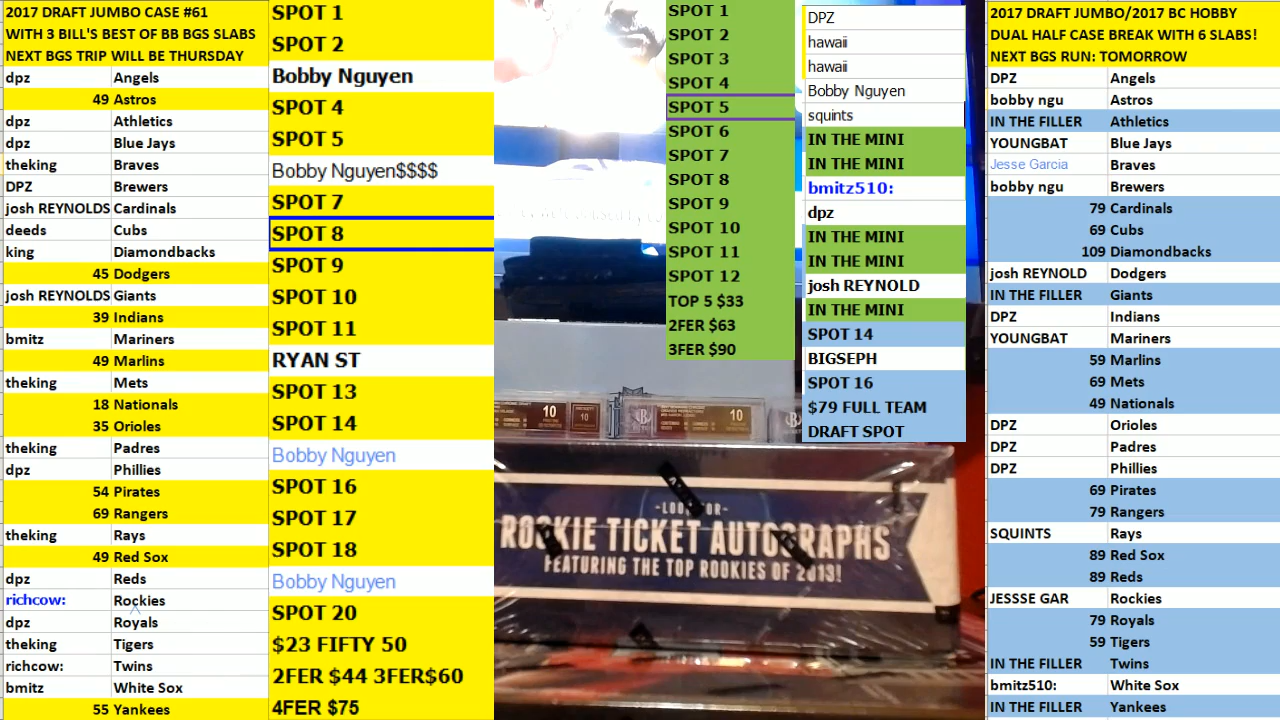 2017 DRAFT JUMBO CASE #61
WITH 3 BILL'S BEST OF BB BGS SLABS
NEXT BGS TRIP WILL BE THURSDAY
dpz Angels
49 Astros
dpz Athletics
dpz Blue Jays
theking Braves
DPZ Brewers
josh REYNOLDS Cardinals
deeds Cubs
king Diamondbacks
45 Dodgers
josh REYNOLDS Giants
39 Indians
bmitz Mariners
49 Marlins
theking Mets
18 Nationals
35 Orioles
theking Padres
dpz Phillies
54 Pirates
69 Rangers
theking Rays
49 Red Sox
dpz Reds
richcow: Rockies
dpz Royals
theking Tigers
richcow: Twins
bmitz White Sox
55 Yankees
SPOT 1
SPOT 2
Bobby Nguyen
SPOT 4
SPOT 5
Bobby Nguyen$$$$
SPOT 7
SPOT 8
SPOT 9
SPOT 10
SPOT 11
RYAN ST
SPOT 13
SPOT 14
Bobby Nguyen
SPOT 16
SPOT 17
SPOT 18
Bobby Nguyen
SPOT 20
$23 FIFTY 50
2FER $44 3FER$60
4FER $75
SPOT 1
SPOT 2
SPOT 3
SPOT 4
SPOT 5
SPOT 6
SPOT 7
SPOT 8
SPOT 9
SPOT 10
SPOT 11
SPOT 12
TOP 5 $33
2FER $63
3FER $90
DPZ
hawaii
hawaii
Bobby Nguyen
squints
IN THE MINI
IN THE MINI
bmitz510:
dpz
IN THE MINI
IN THE MINI
josh REYNOLD
IN THE MINI
SPOT 14
BIGSEPH
SPOT 16
$79 FULL TEAM
DRAFT SPOT
10
10
10
-LOOK FOR-
ROOKIE TICKET AUTOGRAPHS
FEATURING THE TOP ROOKIES OF 2013!
2017 DRAFT JUMBO/2017 BC HOBBY
DUAL HALF CASE BREAK WITH 6 SLABS!
NEXT BGS RUN: TOMORROW
DPZ Angels
bobby ngu Astros
IN THE FILLER Athletics
YOUNGBAT Blue Jays
Jesse Garcia Braves
bobby ngu Brewers
79 Cardinals
69 Cubs
109 Diamondbacks
josh REYNOLD Dodgers
IN THE FILLER Giants
DPZ Indians
YOUNGBAT Mariners
59 Marlins
69 Mets
49 Nationals
DPZ Orioles
DPZ Padres
DPZ Phillies
69 Pirates
79 Rangers
SQUINTS Rays
89 Red Sox
89 Reds
JESSSE GAR Rockies
79 Royals
59 Tigers
IN THE FILLER Twins
bmitz510: White Sox
IN THE FILLER Yankees